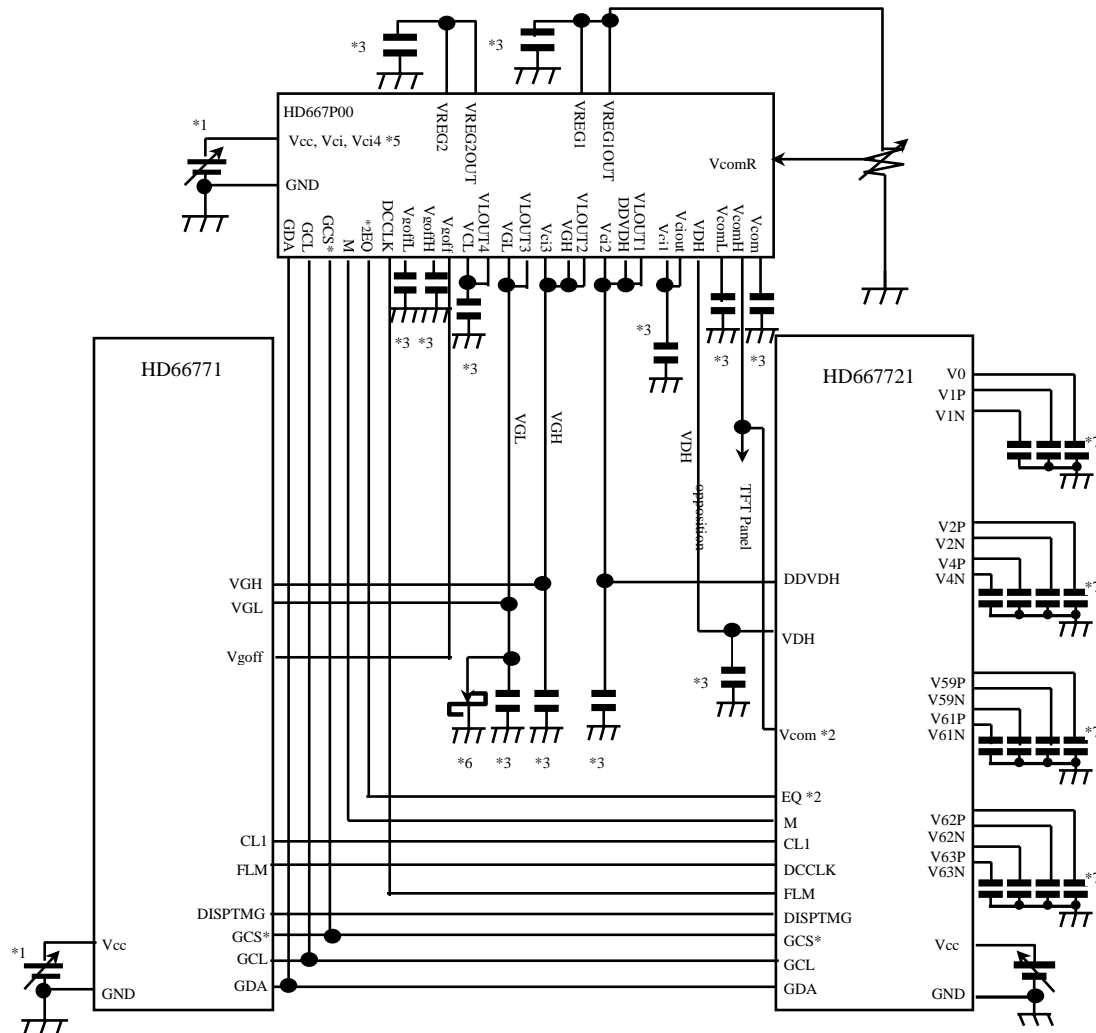 *3
*3
HD667P00
VREG2
VREG2OUT
VREG1
VREG1OUT
*1
Vcc, Vci, Vci4 *5
VcomR
GND
GDA
GCL
GCS*
M
*2EQ
DCCLK
VgoffL
VgoffH
Vgoff
VCL
VLOUT4
VGL
VLOUT3
Vci3
VGH
VLOUT2
Vci2
DDVDH
VLOUT1
Vci1
Vciout
VDH
VcomL
VcomH
Vcom
*3
*3
*3
*3
*3
*3
HD66771
HD667721
V0
V1P
V1N
VGL
VGH
VDH
opposition
TFT Panel
V2P
V2N
V4P
V4N
VGH
VGL
Vgoff
DDVDH
VDH
*3
V59P
V59N
V61P
V61N
Vcom *2
*6
*3
*3
*3
EQ *2
M
V62P
V62N
V63P
V63N
CL1
CL1
FLM
DCCLK
FLM
DISPTMG
DISPTMG
*1
Vcc
GCS*
GCS*
Vcc
GCL
GCL
GND
GDA
GDA
GND